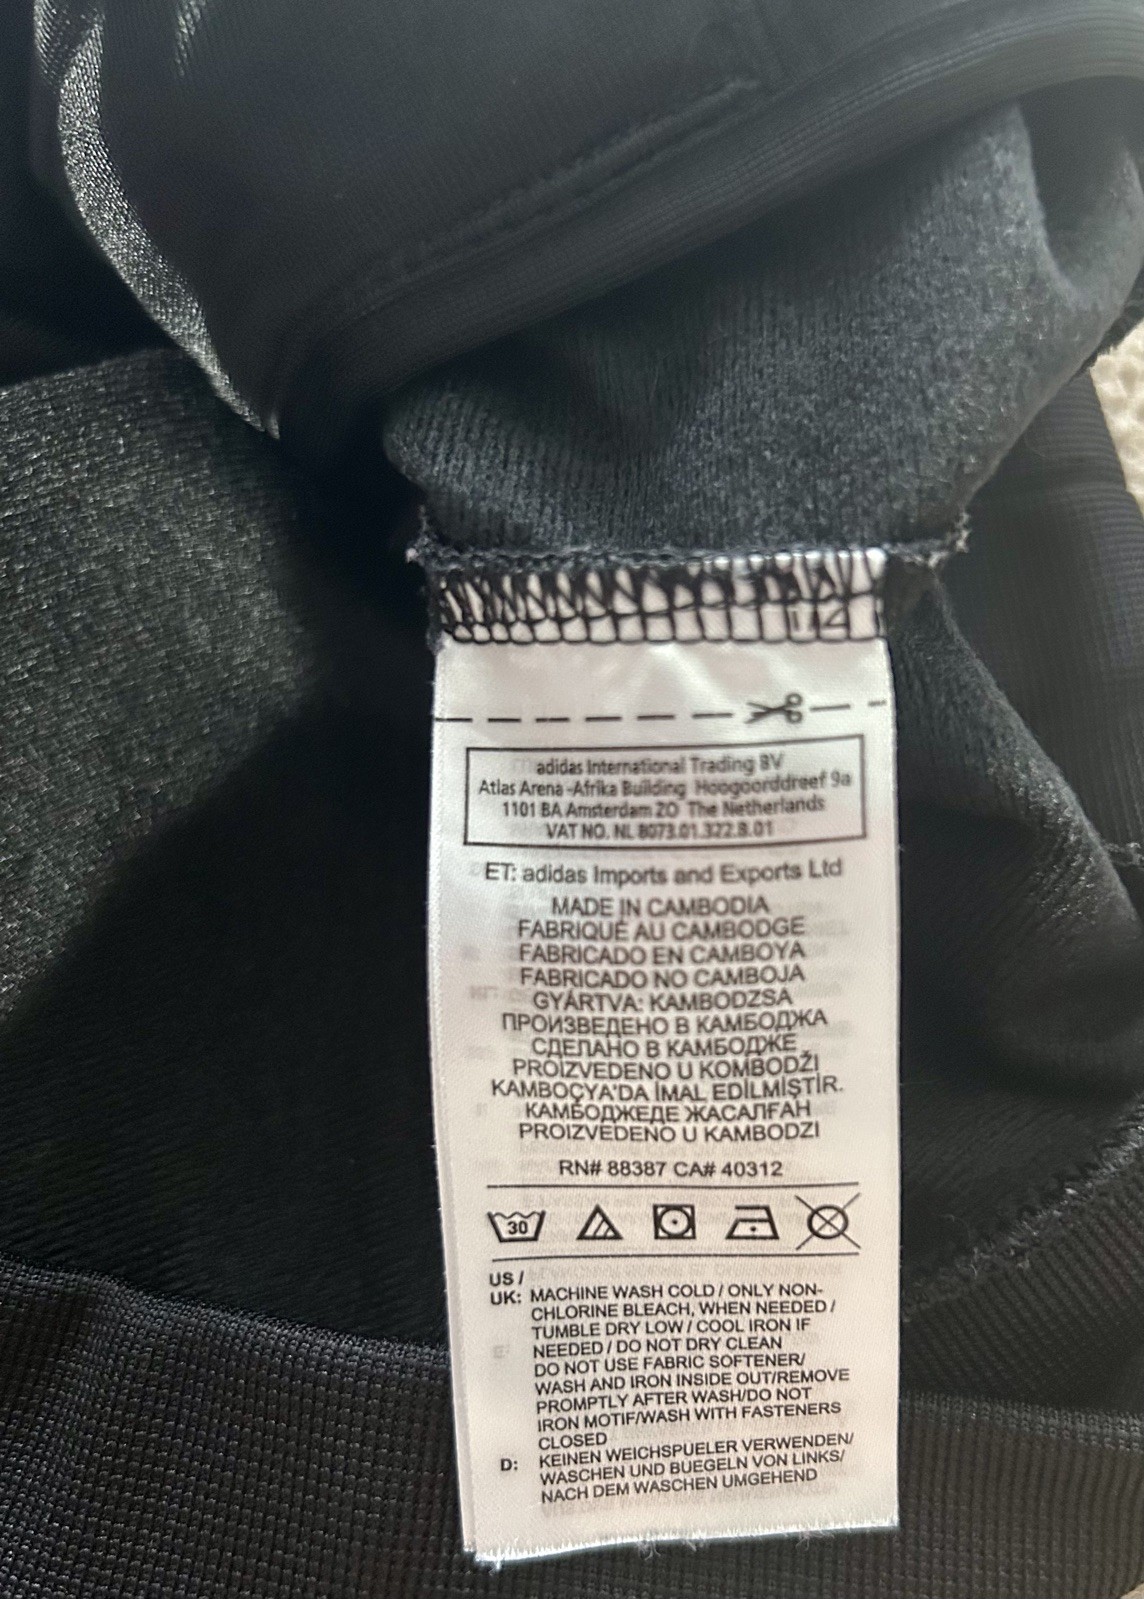 adidas International Trading BV
Atlas Arena -Afrika Building Hoogoorddreef 9a
1101 BA Amsterdam ZO The Netherlands
VAT NO. NL 8073.01.322.B.01
ET: adidas Imports and Exports Ltd
MADE IN CAMBODIA
FABRIQUÉ AU CAMBODGE
FABRICADO EN CAMBOYA
FABRICADO NO CAMBOJA
GYÁRTVA: KAMBODZSA
ПРОИЗВЕДЕНО В КАМБОДЖА
СДЕЛАНО В КАМБОДЖЕ
PROIZVEDENO U KOMBODŽI
KAMBOÇYA'DA İMAL EDİLMİŞTİR.
КАМБОДЖЕДЕ ЖАСАЛҒАН
PROIZVEDENO U KAMBODZI
RN# 88387 CA# 40312
30
US /
UK: MACHINE WASH COLD / ONLY NON-
CHLORINE BLEACH, WHEN NEEDED /
TUMBLE DRY LOW / COOL IRON IF
NEEDED / DO NOT DRY CLEAN
DO NOT USE FABRIC SOFTENER/
WASH AND IRON INSIDE OUT/REMOVE
PROMPTLY AFTER WASH/DO NOT
IRON MOTIF/WASH WITH FASTENERS
CLOSED
D: KEINEN WEICHSPUELER VERWENDEN/
WASCHEN UND BUEGELN VON LINKS/
NACH DEM WASCHEN UMGEHEND